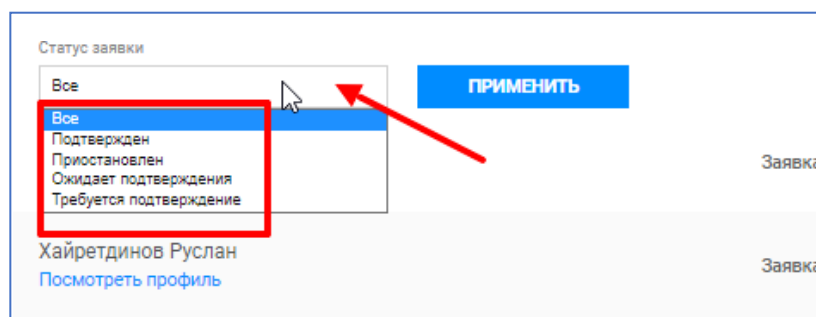 Статус заявки
Все
ПРИМЕНИТЬ
Все
Подтвержден
Приостановлен
Ожидает подтверждения
Требуется подтверждение
Заявка
Хайретдинов Руслан
Посмотреть профиль
Заявка